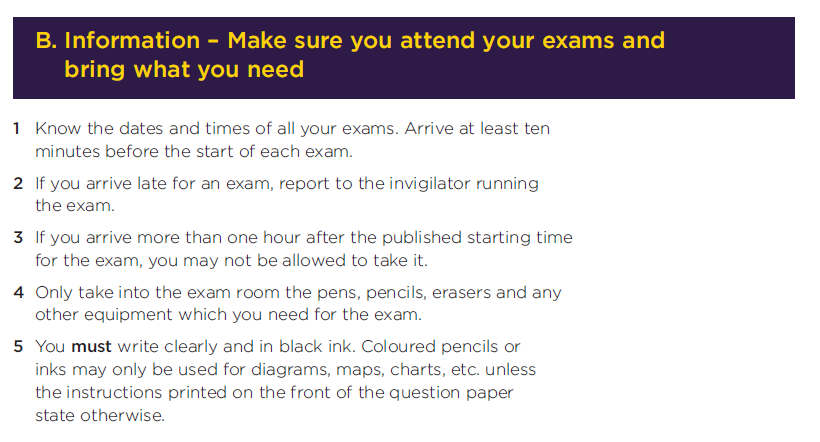 B. Information – Make sure you attend your exams and
bring what you need
1 Know the dates and times of all your exams. Arrive at least ten
minutes before the start of each exam.
2 If you arrive late for an exam, report to the invigilator running
the exam.
3 If you arrive more than one hour after the published starting time
for the exam, you may not be allowed to take it.
4 Only take into the exam room the pens, pencils, erasers and any
other equipment which you need for the exam.
5 You must write clearly and in black ink. Coloured pencils or
inks may only be used for diagrams, maps, charts, etc. unless
the instructions printed on the front of the question paper
state otherwise.